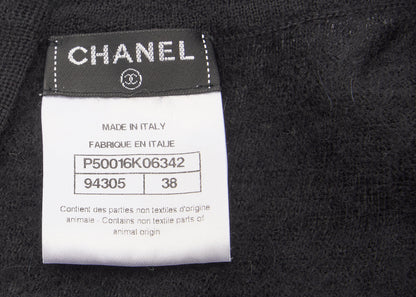 CHANEL
MADE IN ITALY
FABRIQUE EN ITALIE
P50016K06342
94305 38
Contient des parties non textiles d'origine
animale - Contains non textile parts of
animal origin